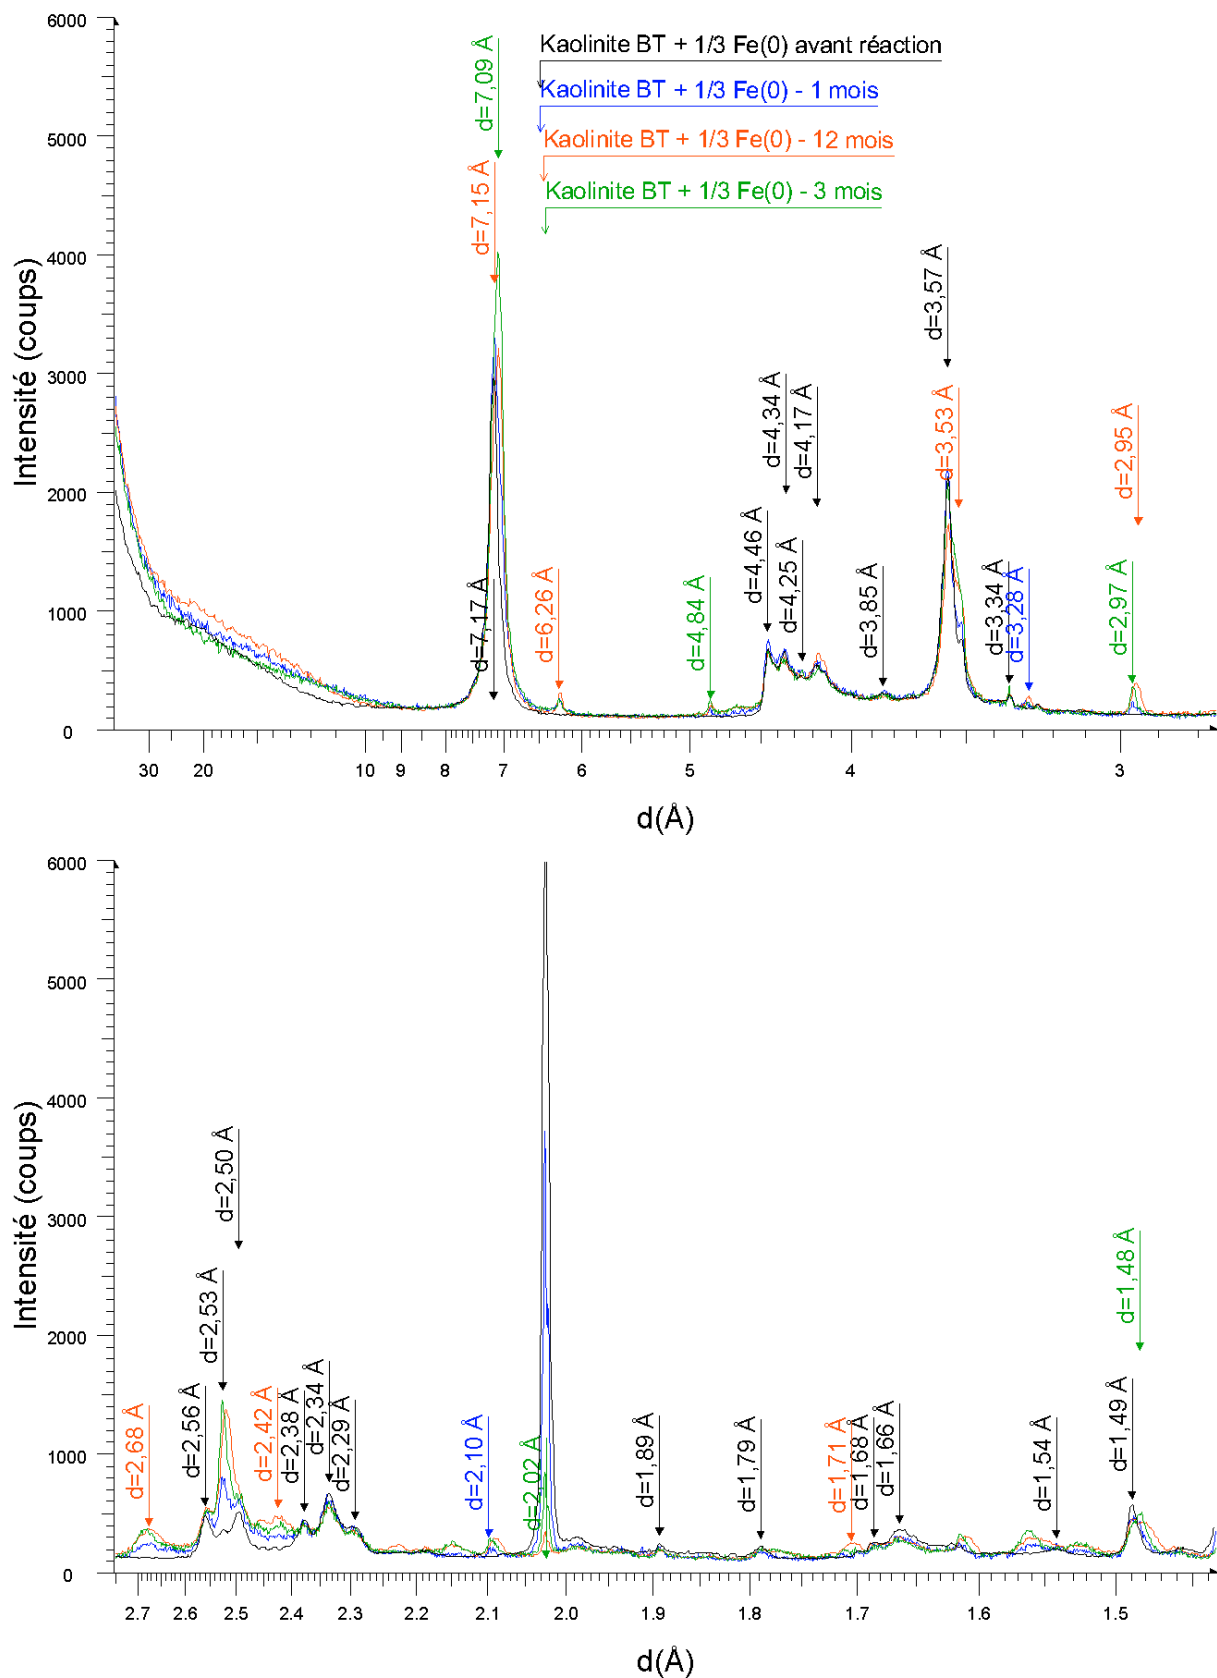 6000
5000
4000
3000
2000
1000
0
Intensité (coups)
Kaolinite BT + 1/3 Fe(0) avant réaction
Kaolinite BT + 1/3 Fe(0) - 1 mois
Kaolinite BT + 1/3 Fe(0) - 12 mois
Kaolinite BT + 1/3 Fe(0) - 3 mois
d=7,17 Å
d=7,15 Å
d=7,09 Å
d=6,26 Å
d=4,84 Å
d=4,46 Å
d=4,34 Å
d=4,25 Å
d=4,17 Å
d=3,85 Å
d=3,57 Å
d=3,53 Å
d=3,34 Å
d=3,28 Å
d=2,97 Å
d=2,95 Å
30 20 10 9 8 7 6 5 4 3
d(Å)
6000
5000
4000
3000
2000
1000
0
Intensité (coups)
d=2,68 Å
d=2,56 Å
d=2,53 Å
d=2,50 Å
d=2,42 Å
d=2,38 Å
d=2,34 Å
d=2,29 Å
d=2,10 Å
d=2,02 Å
d=1,89 Å
d=1,79 Å
d=1,71 Å
d=1,68 Å
d=1,66 Å
d=1,54 Å
d=1,49 Å
d=1,48 Å
2.7 2.6 2.5 2.4 2.3 2.1 2.0 1.9 1.8 1.7 1.6 1.5
d(Å)